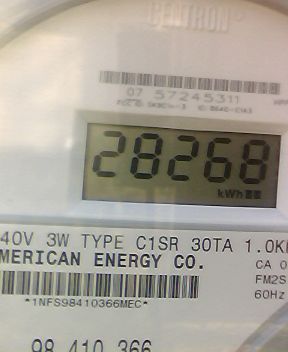 CENTRON®
07 57245311
28268
kWh
40V 3W TYPE C1SR 30TA 1.0K
MERICAN ENERGY CO.
CA 0
FM2S
60Hz
*1NFS98410366MEC*
98 410 366